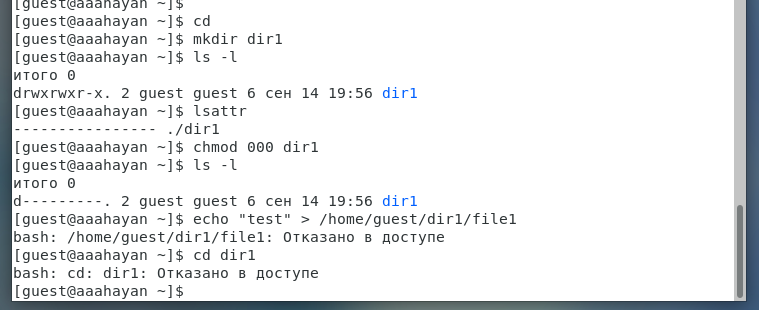 [guest@aaahayan ~]$
[guest@aaahayan ~]$ cd
[guest@aaahayan ~]$ mkdir dir1
[guest@aaahayan ~]$ ls -l
итого 0
drwxrwxr-x. 2 guest guest 6 сен 14 19:56 dir1
[guest@aaahayan ~]$ lsattr
---------------- ./dir1
[guest@aaahayan ~]$ chmod 000 dir1
[guest@aaahayan ~]$ ls -l
итого 0
d---------. 2 guest guest 6 сен 14 19:56 dir1
[guest@aaahayan ~]$ echo "test" > /home/guest/dir1/file1
bash: /home/guest/dir1/file1: Отказано в доступе
[guest@aaahayan ~]$ cd dir1
bash: cd: dir1: Отказано в доступе
[guest@aaahayan ~]$